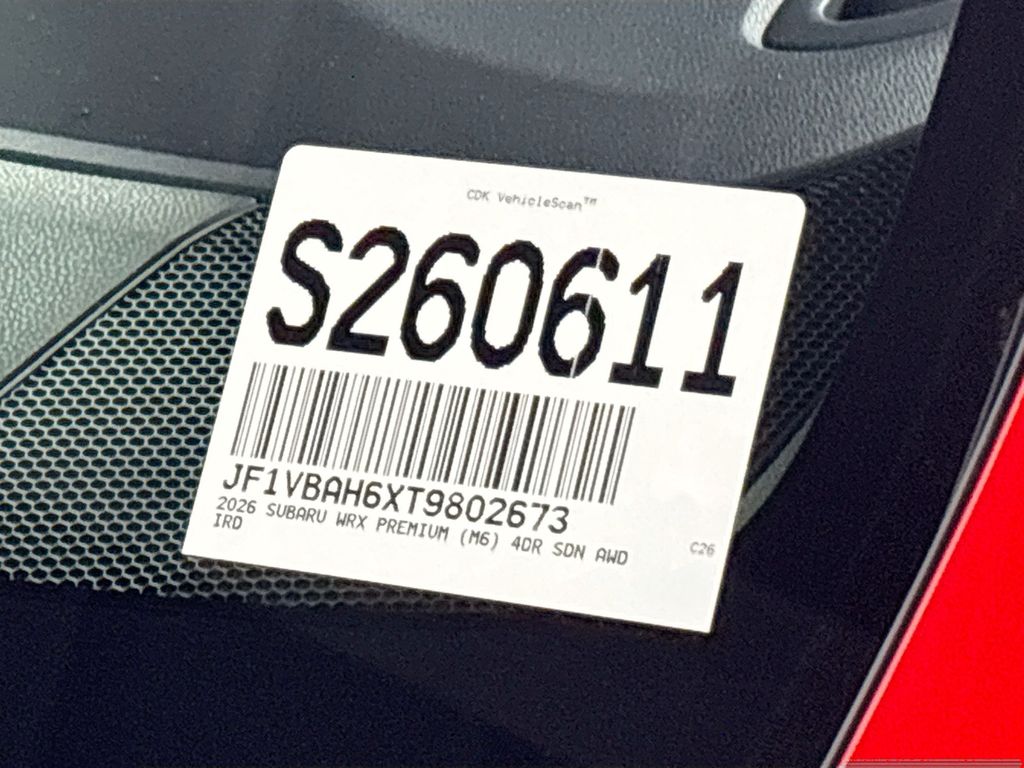 CDK VehicleScan™
S260611
JF1VBAH6XT9802673
2026 SUBARU WRX PREMIUM (M6) 4DR SDN AWD
IRD
C26